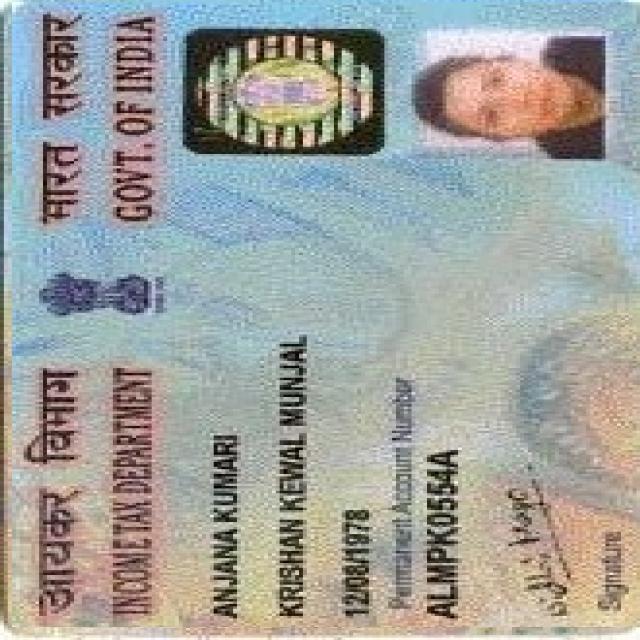 आयकर विभाग
INCOME TAX DEPARTMENT
भारत सरकार
GOVT. OF INDIA
ANJANA KUMARI
KRISHAN KEWAL MUNJAL
12/08/1978
Permanent Account Number
ALMPK0554A
Signature